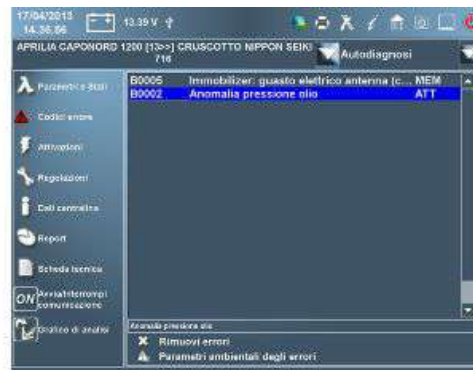 17/04/2013
14.36.56
13.39 V
APRILIA CAPONORD 1200 [13>>] CRUSCOTTO NIPPON SEIKI
716
Autodiagnosi
Parametri e Stati
Codici errore
Attivazioni
Regolazioni
Dati centralina
Report
Scheda tecnica
ON Avvia/Interrompi
comunicazione
Grafico di analisi
B0005 Immobilizer: guasto elettrico antenna (c... MEM
B0002 Anomalia pressione olio ATT
Anomalia pressione olio
Rimuovi errori
Parametri ambientali degli errori